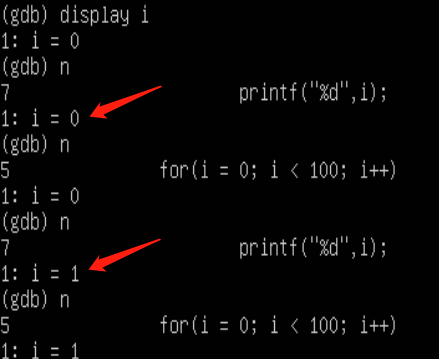 (gdb) display i
1: i = 0
(gdb) n
7                       printf("%d",i);
1: i = 0
(gdb) n
5               for(i = 0; i < 100; i++)
1: i = 0
(gdb) n
7                       printf("%d",i);
1: i = 1
(gdb) n
5               for(i = 0; i < 100; i++)
1: i = 1